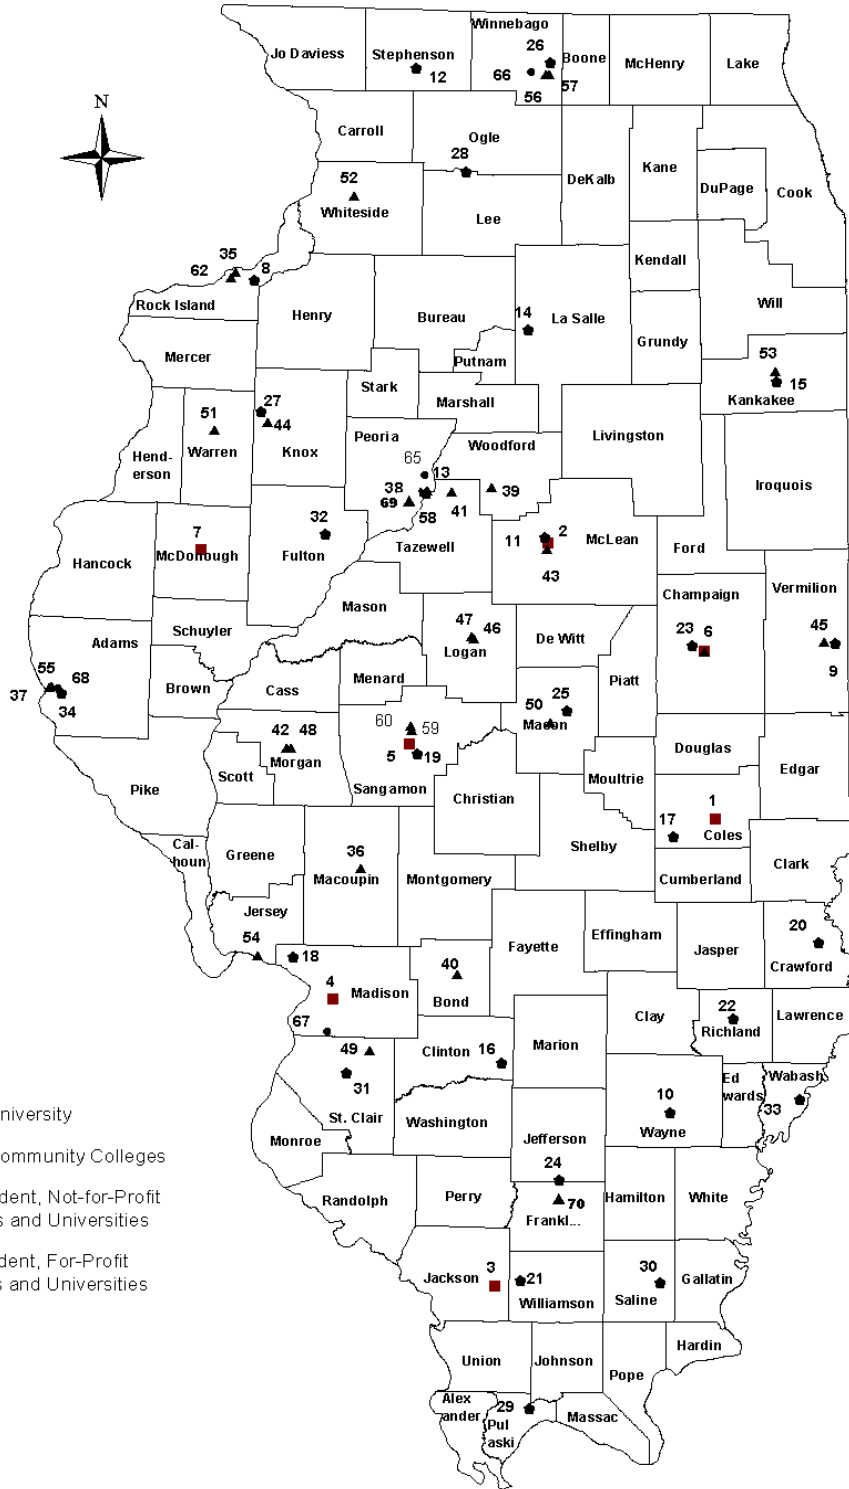 Winnebago
Jo Daviess
Stephenson
12
26
66
56
57
Boone
McHenry
Lake
N
Carroll
Ogle
28
52
Whiteside
Lee
DeKalb
Kane
DuPage
Cook
Kendall
35
62
8
Rock Island
Henry
Bureau
14
La Salle
Grundy
Will
53
15
Kankakee
Mercer
Putnam
Stark
Marshall
27
44
Knox
51
Warren
Hend-
erson
Peoria
65
13
38
69
58
Woodford
39
41
Tazewell
Livingston
Iroquois
7
McDonough
Hancock
32
Fulton
11
2
43
McLean
Ford
Champaign
23
6
Vermilion
45
9
Mason
Schuyler
Adams
55
68
37
34
Brown
47
46
Logan
De Witt
Piatt
Menard
Cass
42
48
Morgan
Scott
Pike
60
59
5
19
Sangamon
50
25
Macon
Christian
Moultrie
Douglas
Edgar
1
17
Coles
Shelby
Cumberland
Clark
Cal-
houn
Greene
36
Macoupin
Montgomery
Jersey
54
18
4
Madison
67
40
Bond
Fayette
Effingham
Jasper
20
Crawford
22
Richland
Lawrence
Clay
Marion
Clinton
16
49
31
St. Clair
Monroe
Washington
Jefferson
24
10
Wayne
Ed
wards
Wabash
33
Randolph
Perry
70
Frankl...
Hamilton
White
3
Jackson
21
Williamson
30
Saline
Gallatin
Union
Johnson
Pope
Hardin
Alex
ander
29
Pul
aski
Massac
niversity
ommunity Colleges
dent, Not-for-Profit
s and Universities
dent, For-Profit
s and Universities